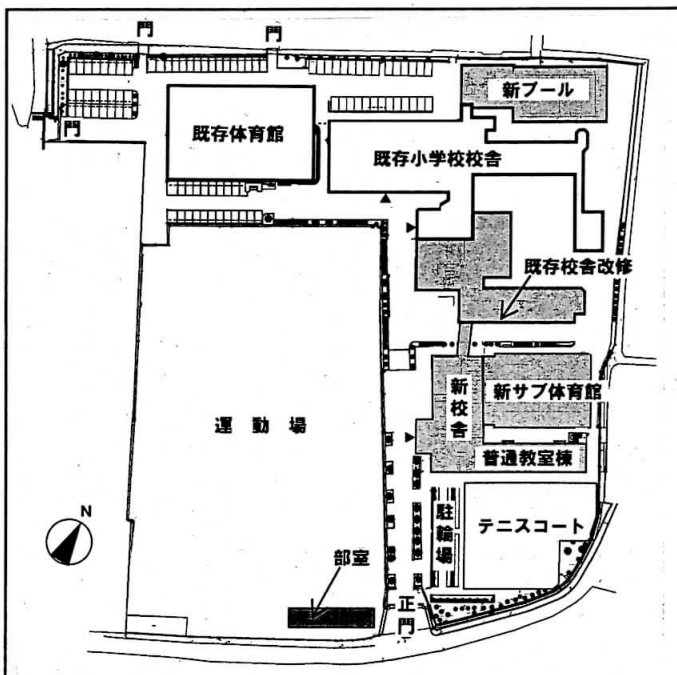 門
門
門
新プール
既存体育館
既存小学校校舎
既存校舎改修
新校舎
新サブ体育館
運動場
普通教室棟
駐輪場
テニスコート
N
部室
正門